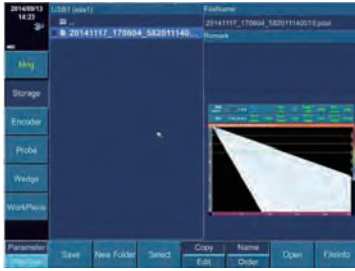 2014/09/13
14:23
USB1 (sda1)
..
20141117_170604_582011140...
FileName
20141117_170604_582011140010.pdat
Remark
Mng
Storage
Encoder
Probe
Wedge
WorkPiece
Parameter
Save
New Folder
Select
Copy
Edit
Name
Order
Open
FileInfo